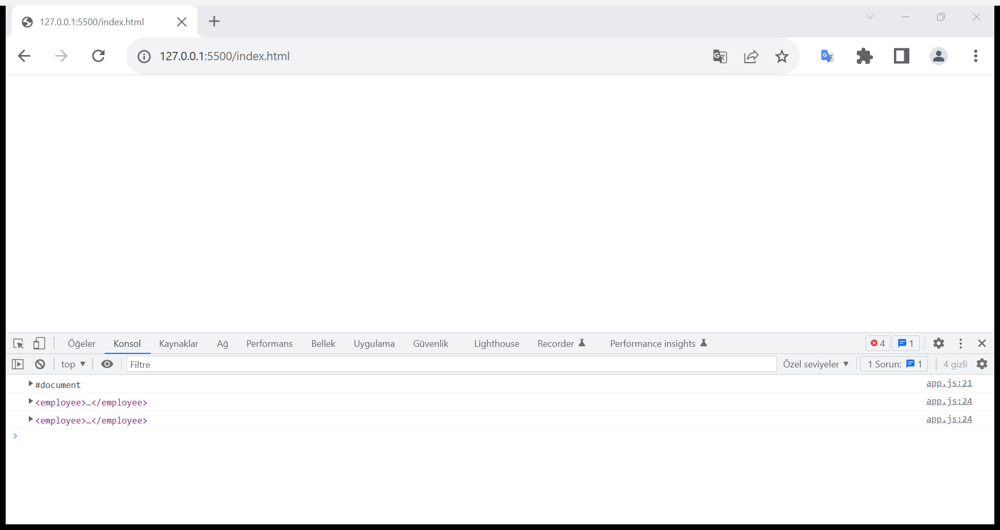 127.0.0.1:5500/index.html
127.0.0.1:5500/index.html
Öğeler Konsol Kaynaklar Ağ Performans Bellek Uygulama Güvenlik Lighthouse Recorder Performance insights 4 1
top Filtre Özel seviyeler 1 Sorun: 1 4 gizli
#document app.js:21
<employee>…</employee> app.js:24
<employee>…</employee> app.js:24